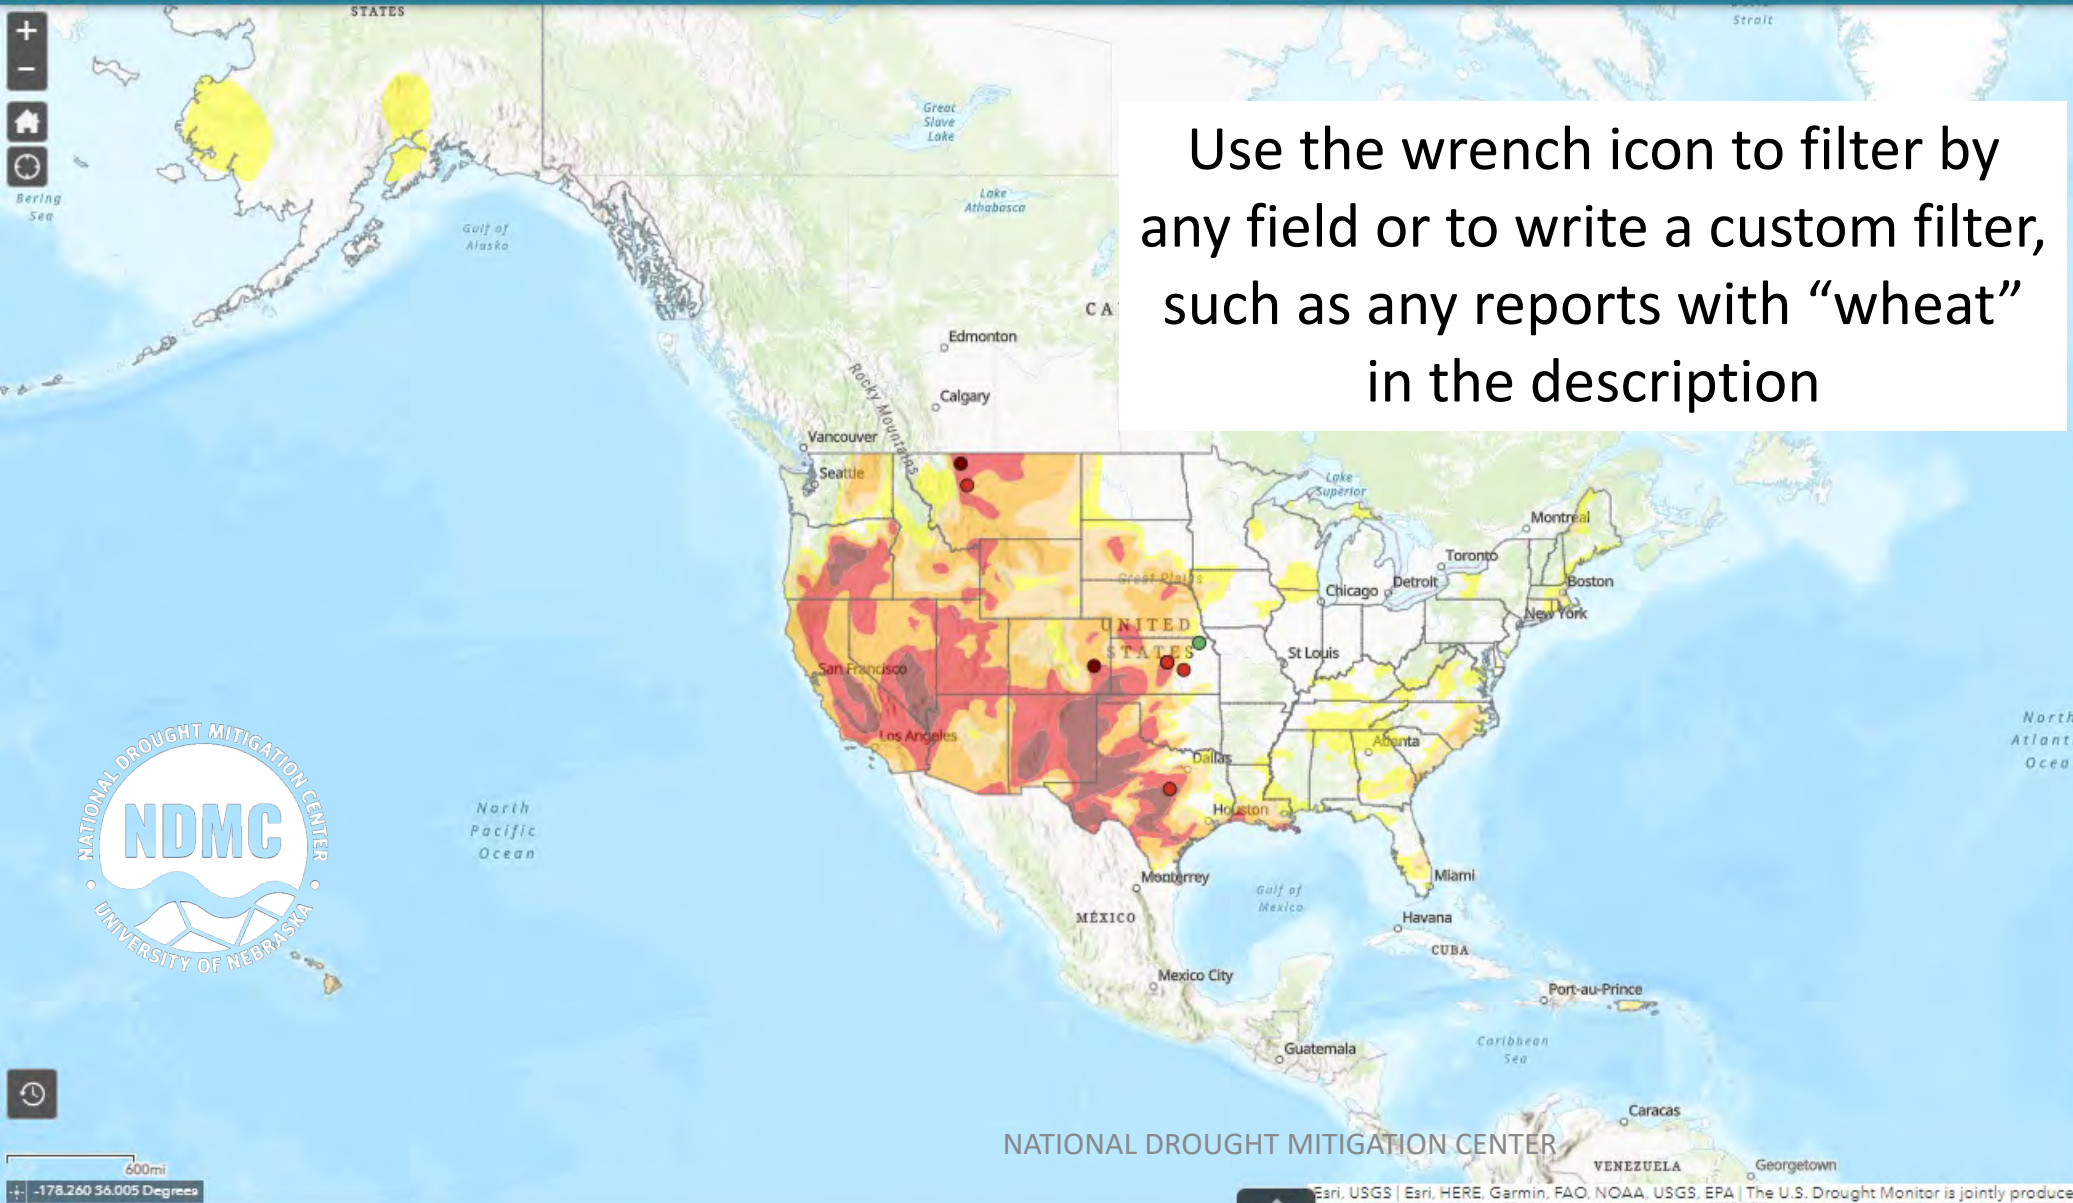 STATES
Strait
Great
Slave
Lake
Use the wrench icon to filter by
any field or to write a custom filter,
such as any reports with “wheat”
in the description
Bering
Sea
Lake
Athabasca
Gulf of
Alaska
CA
Edmonton
Rocky Mountains
Calgary
Vancouver
Seattle
Lake
Superior
Montreal
Toronto
Great Plains
Chicago
Detroit
Boston
New York
UNITED
STATES
St Louis
San Francisco
North
Atlant
Ocea
Los Angeles
Atlanta
Dallas
Houston
NATIONAL DROUGHT MITIGATION CENTER
NDMC
UNIVERSITY OF NEBRASKA
North
Pacific
Ocean
Monterrey
Gulf of
Mexico
Miami
MÉXICO
Havana
CUBA
Mexico City
Port-au-Prince
Guatemala
Caribbean
Sea
Caracas
NATIONAL DROUGHT MITIGATION CENTER
VENEZUELA
Georgetown
600mi
-178.260 36.005 Degrees
Esri, USGS | Esri, HERE, Garmin, FAO, NOAA, USGS, EPA | The U.S. Drought Monitor is jointly produce